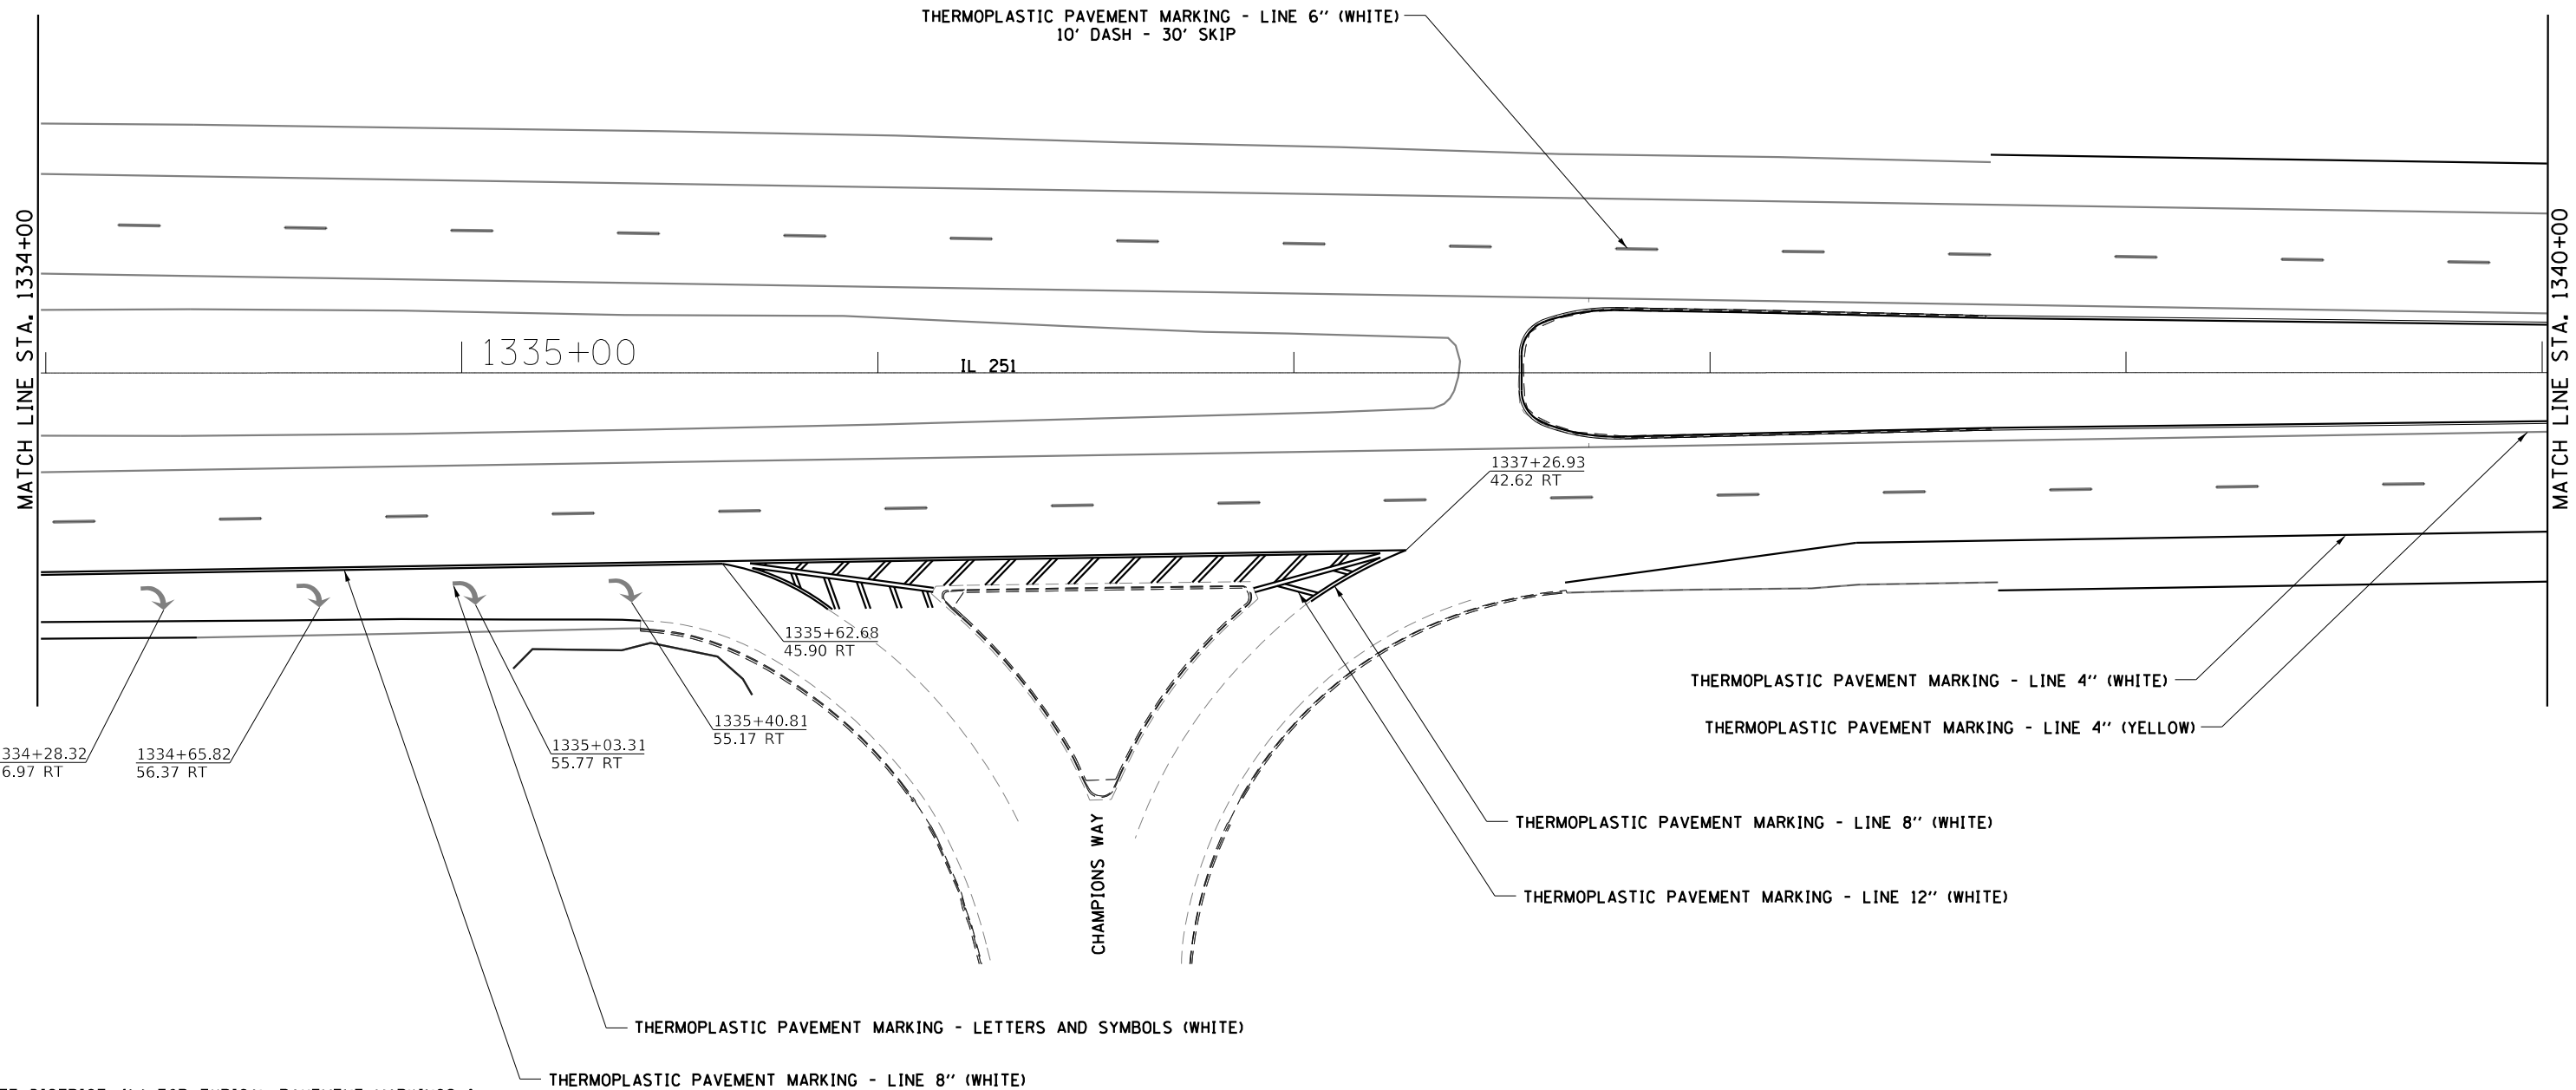 THERMOPLASTIC PAVEMENT MARKING - LINE 6'' (WHITE)
10' DASH - 30' SKIP
MATCH LINE STA. 1334+00
MATCH LINE STA. 1340+00
1335+00
IL 251
1337+26.93
42.62 RT
1335+62.68
45.90 RT
THERMOPLASTIC PAVEMENT MARKING - LINE 4'' (WHITE)
THERMOPLASTIC PAVEMENT MARKING - LINE 4'' (YELLOW)
1335+40.81
55.17 RT
1335+03.31
55.77 RT
334+28.32
6.97 RT
1334+65.82
56.37 RT
THERMOPLASTIC PAVEMENT MARKING - LINE 8'' (WHITE)
CHAMPIONS WAY
THERMOPLASTIC PAVEMENT MARKING - LINE 12'' (WHITE)
THERMOPLASTIC PAVEMENT MARKING - LETTERS AND SYMBOLS (WHITE)
THERMOPLASTIC PAVEMENT MARKING - LINE 8'' (WHITE)